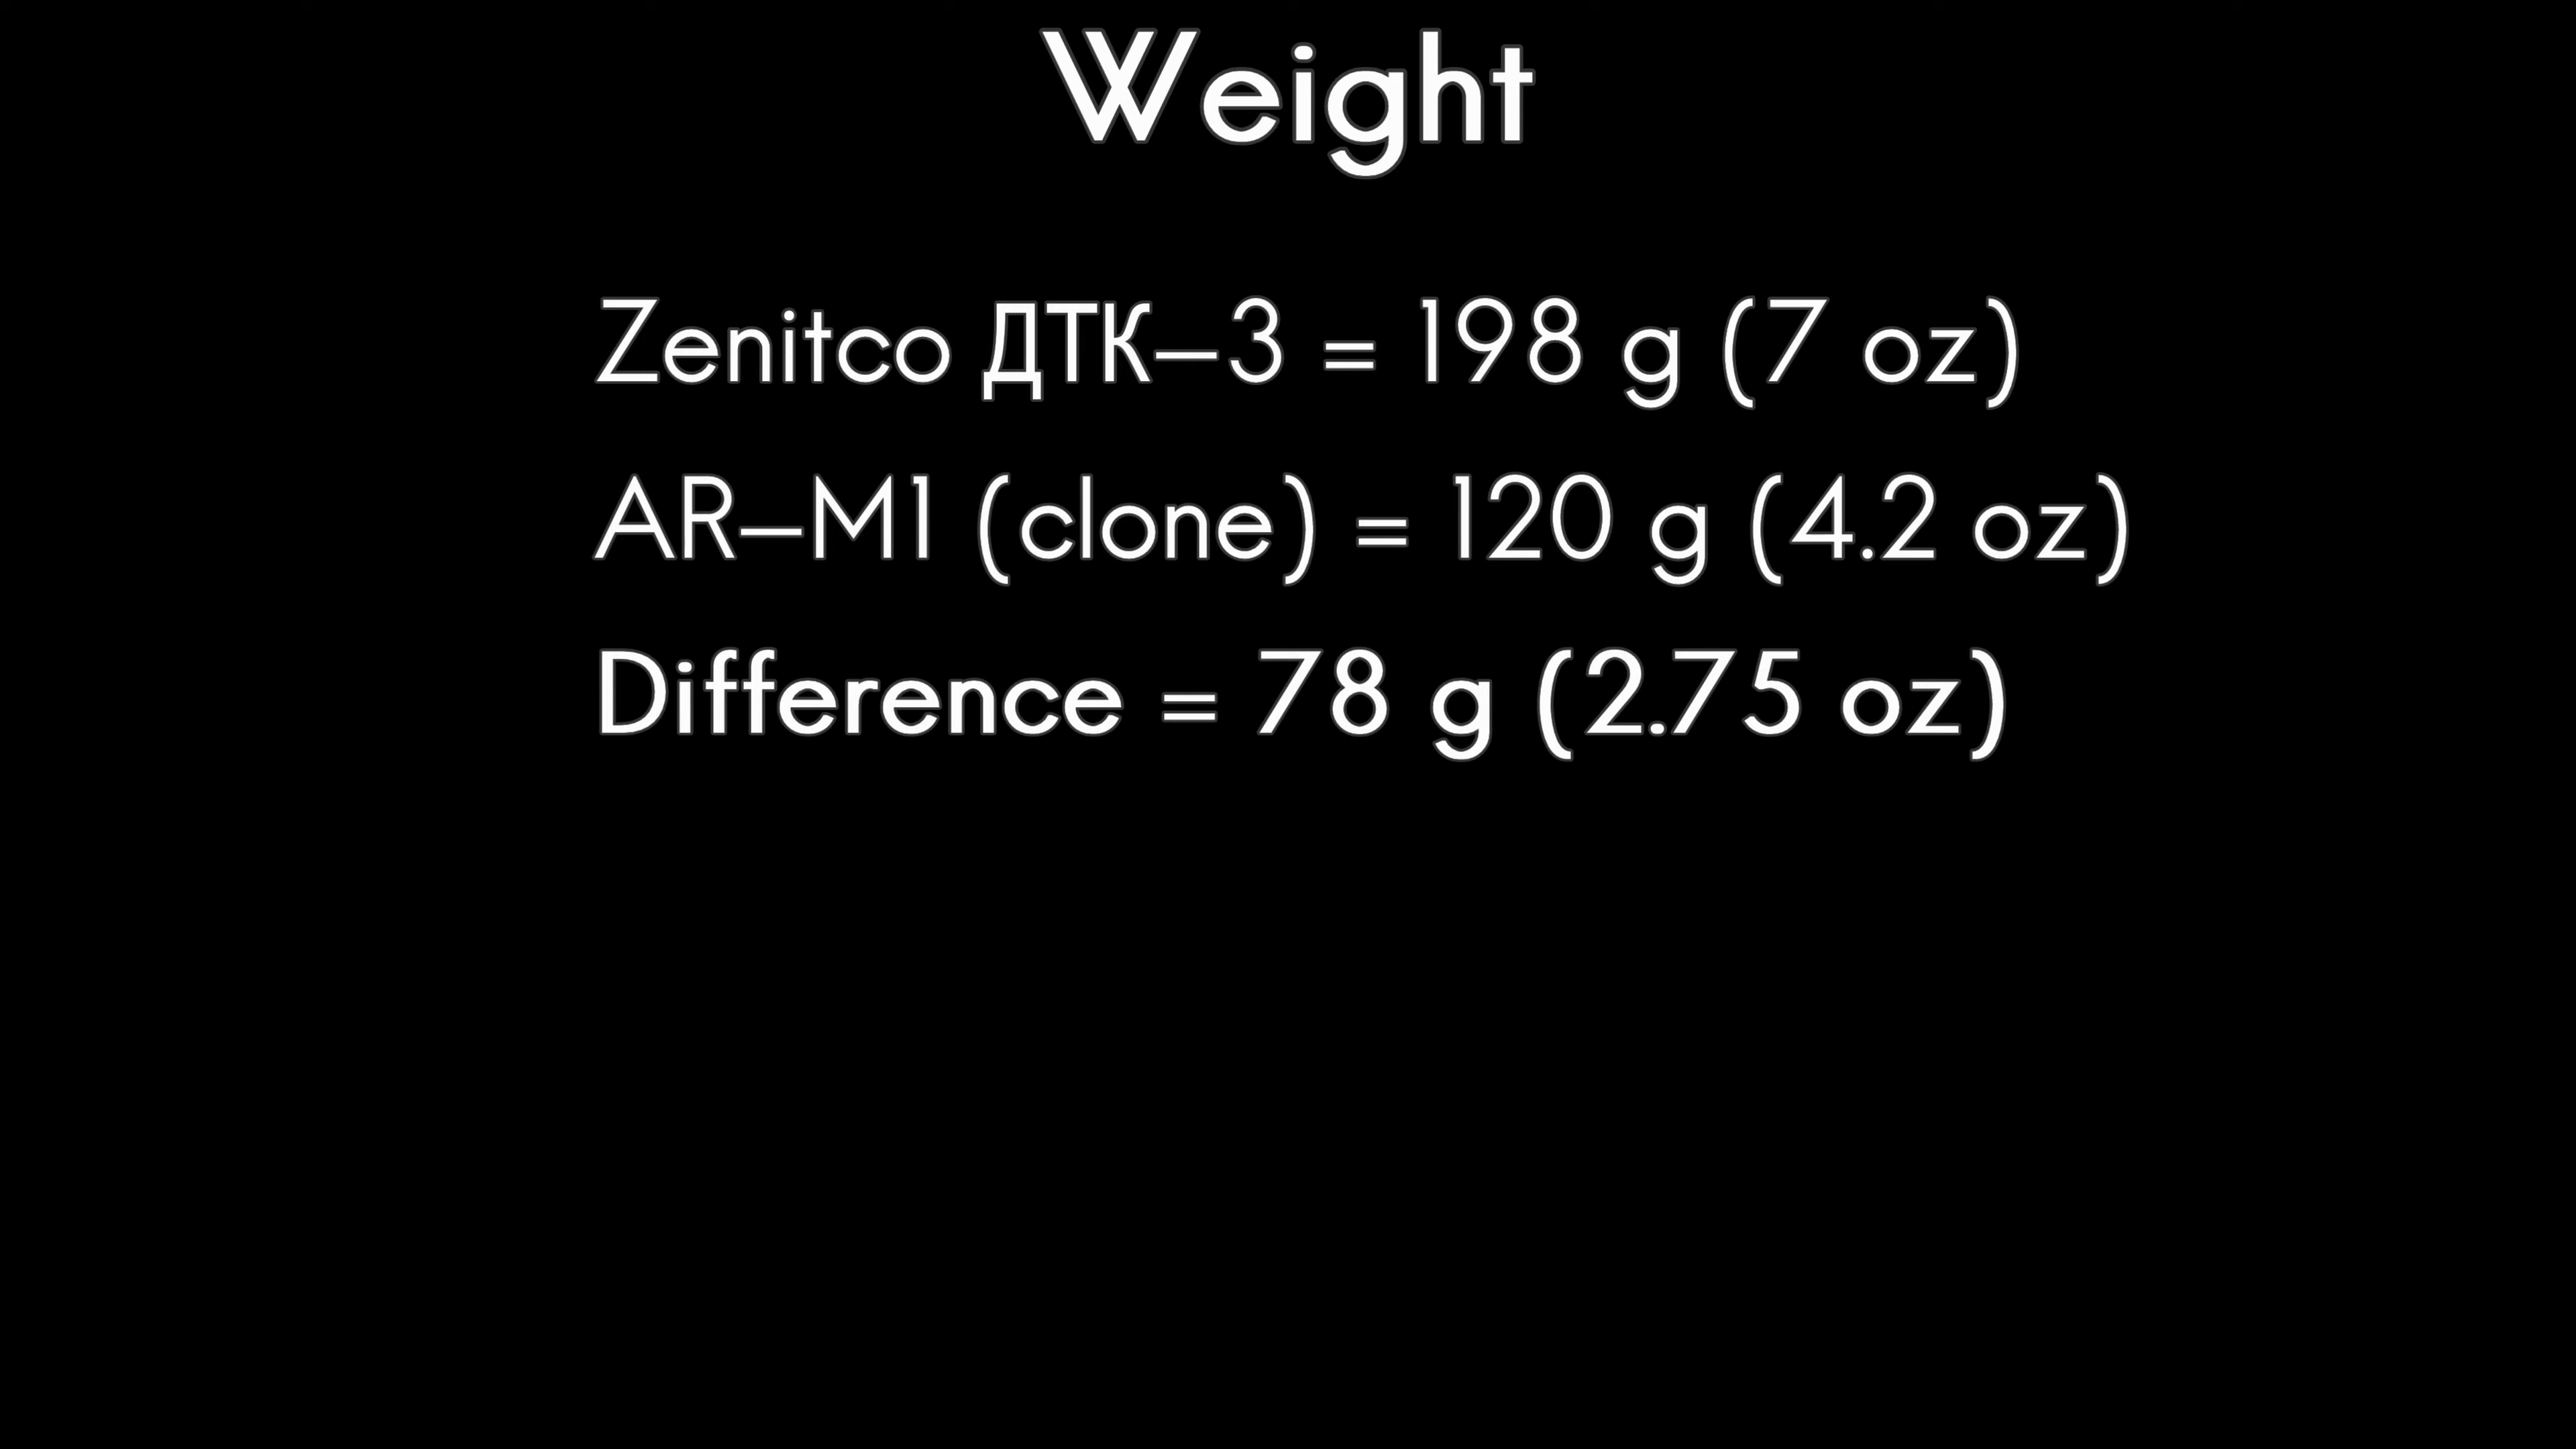 Weight
Zenitco ДТК–3 = 198 g (7 oz)
AR–M1 (clone) = 120 g (4.2 oz)
Difference = 78 g (2.75 oz)